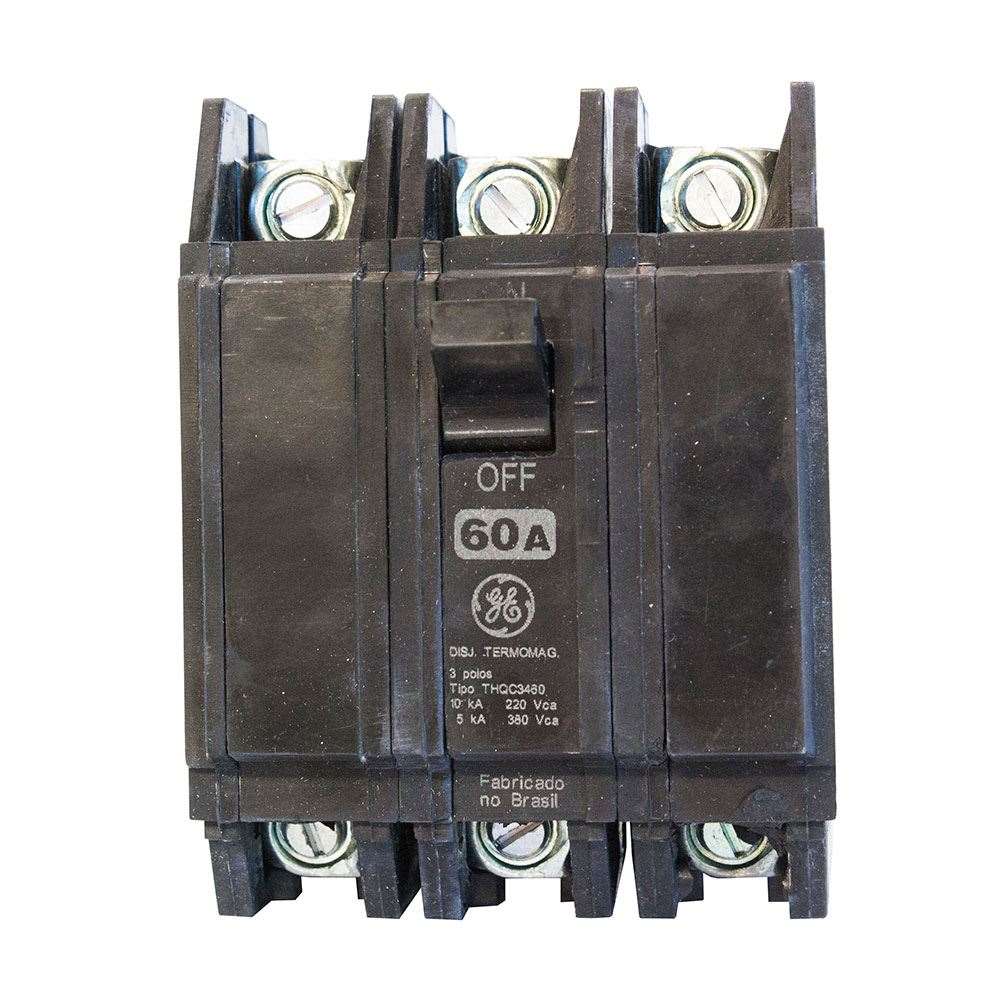 OFF
60A
GE
DISJ. TERMOMAG.
3 polos
Tipo THQC3460
10 kA 220 Vca
5 kA 380 Vca
Fabricado
no Brasil